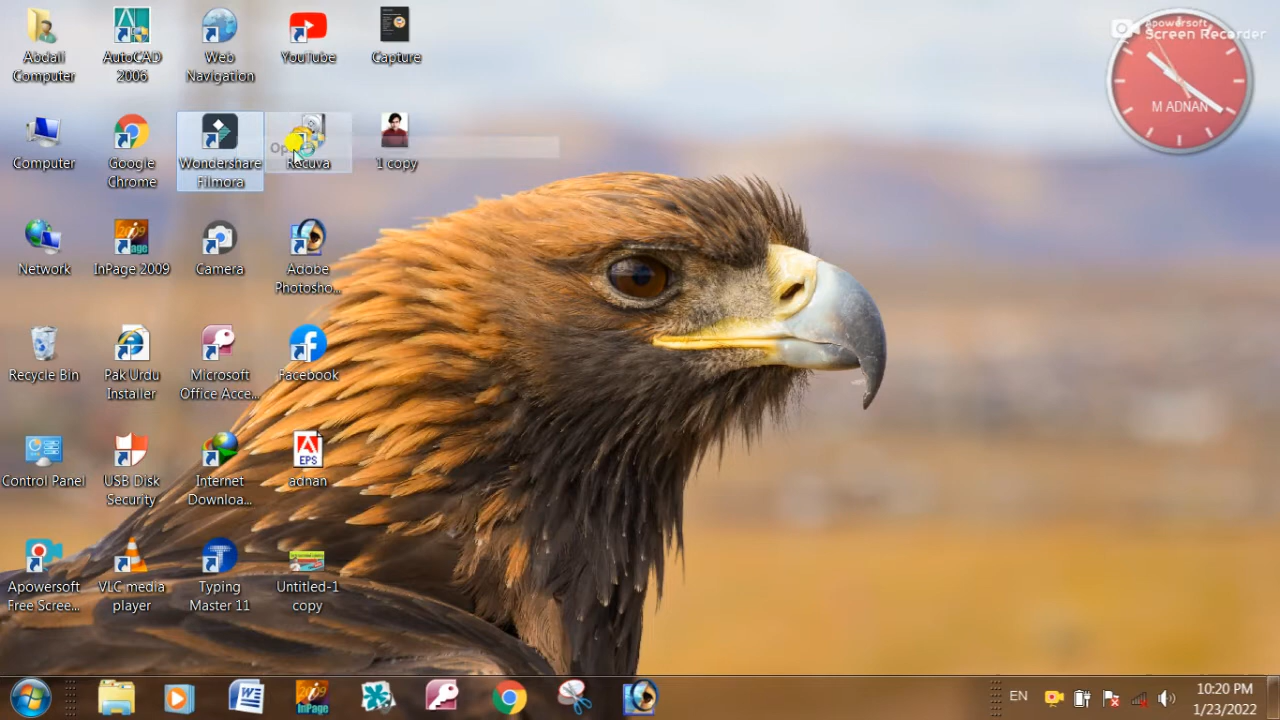 Abdali
Computer
AutoCAD
2006
Web
Navigation
YouTube
Capture
Computer
Google
Chrome
Wondershare
Filmora
Recuva
1 copy
Network
InPage 2009
Camera
Adobe
Photosho...
Recycle Bin
Pak Urdu
Installer
Microsoft
Office Acce...
Facebook
Control Panel
USB Disk
Security
Internet
Downloa...
EPS
adnan
Apowersoft
Free Scree...
VLC media
player
Typing
Master 11
Untitled-1
copy
Apowersoft
Screen Recorder
M ADNAN
2009
InPage
EN
10:20 PM
1/23/2022